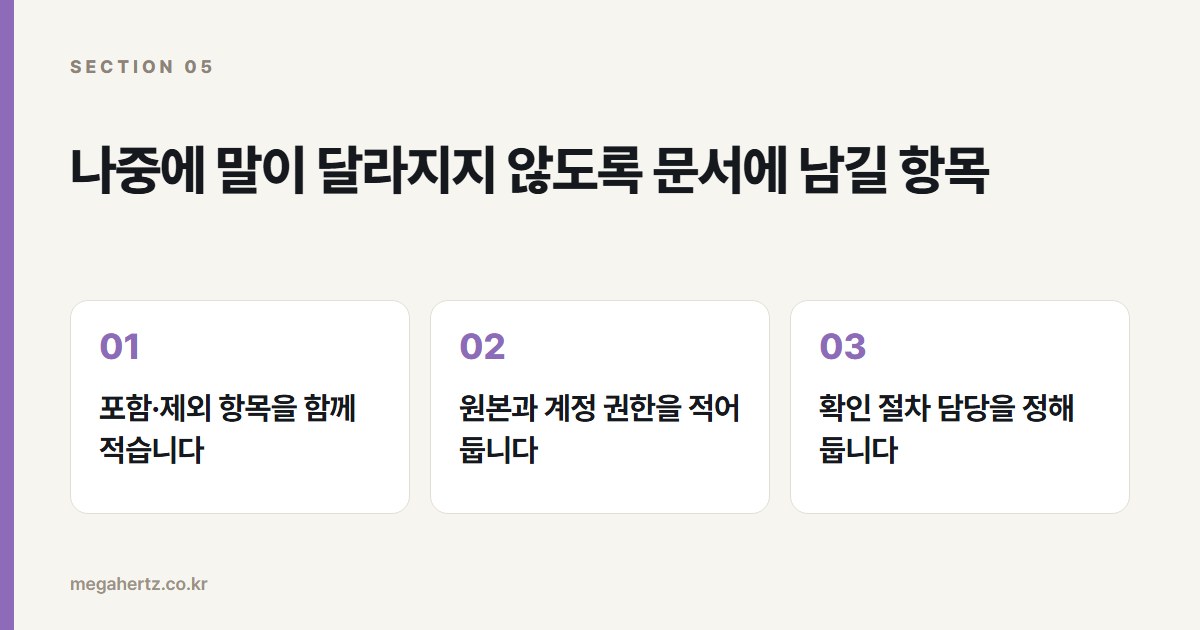 SECTION 05
나중에 말이 달라지지 않도록 문서에 남길 항목
01
포함·제외 항목을 함께
적습니다
02
원본과 계정 권한을 적어
둡니다
03
확인 절차 담당을 정해
둡니다
megahertz.co.kr